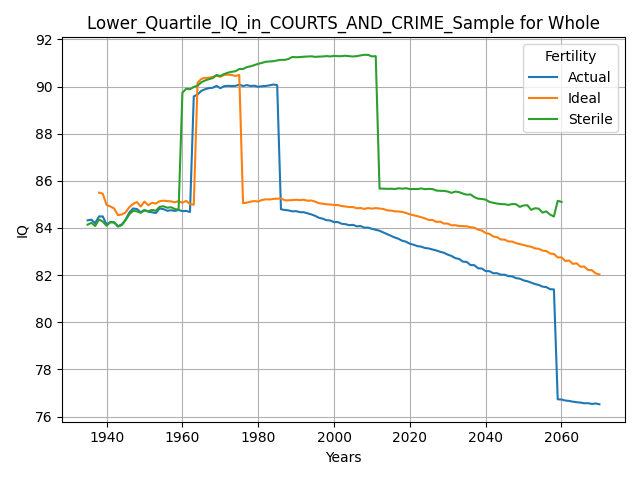 Lower_Quartile_IQ_in_COURTS_AND_CRIME_Sample for Whole
92
90
88
86
84
82
80
78
76
IQ
Fertility
Actual
Ideal
Sterile
1940 1960 1980 2000 2020 2040 2060
Years